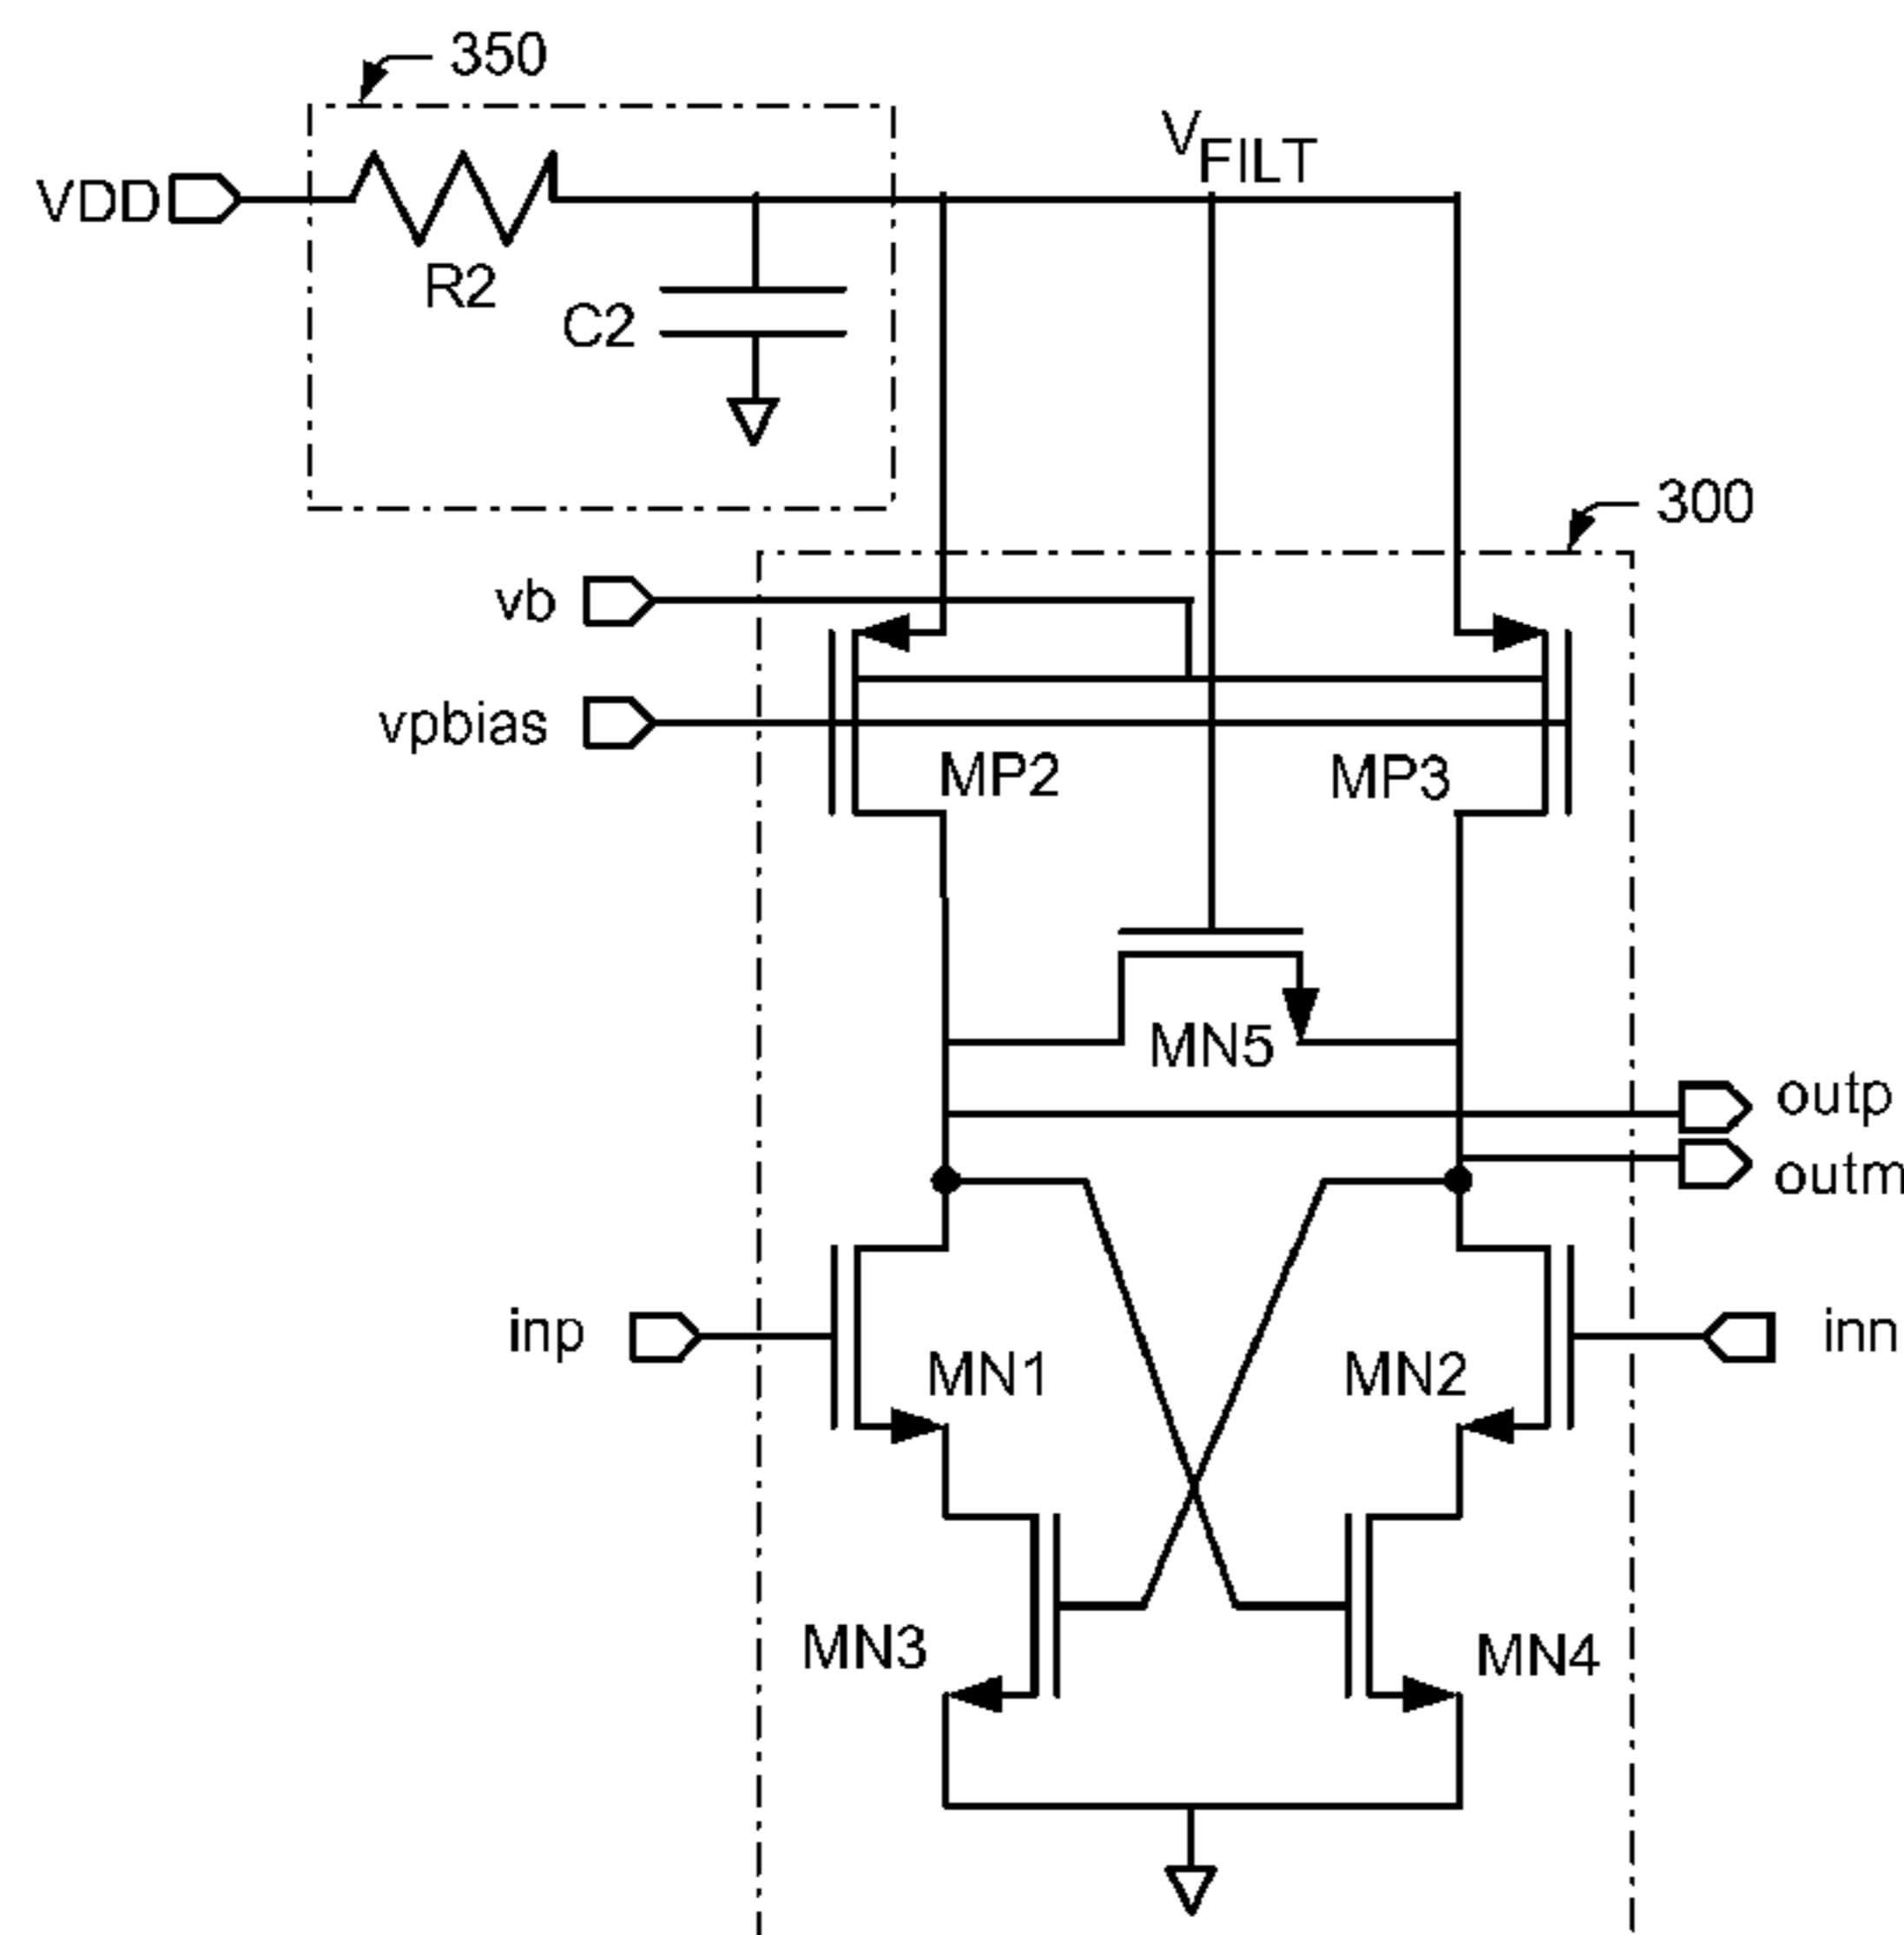 350
VFILT
VDD
R2
C2
300
vb
vpbias
MP2
MP3
MN5
outp
outm
inp
inn
MN1
MN2
MN3
MN4